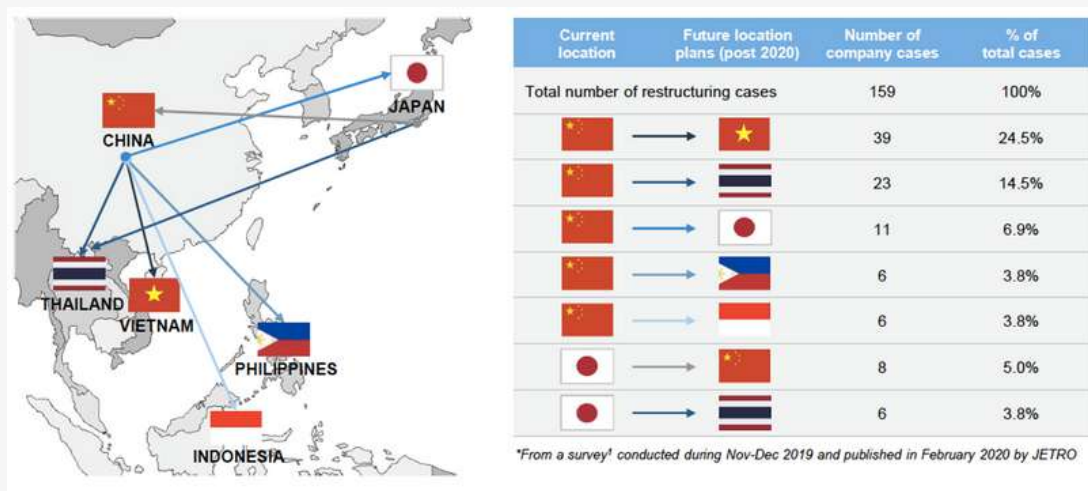 JAPAN
CHINA
THAILAND
VIETNAM
PHILIPPINES
INDONESIA
Current location Future location plans (post 2020) Number of company cases % of total cases
Total number of restructuring cases 159 100%
39 24.5%
23 14.5%
11 6.9%
6 3.8%
6 3.8%
8 5.0%
6 3.8%
*From a survey¹ conducted during Nov-Dec 2019 and published in February 2020 by JETRO